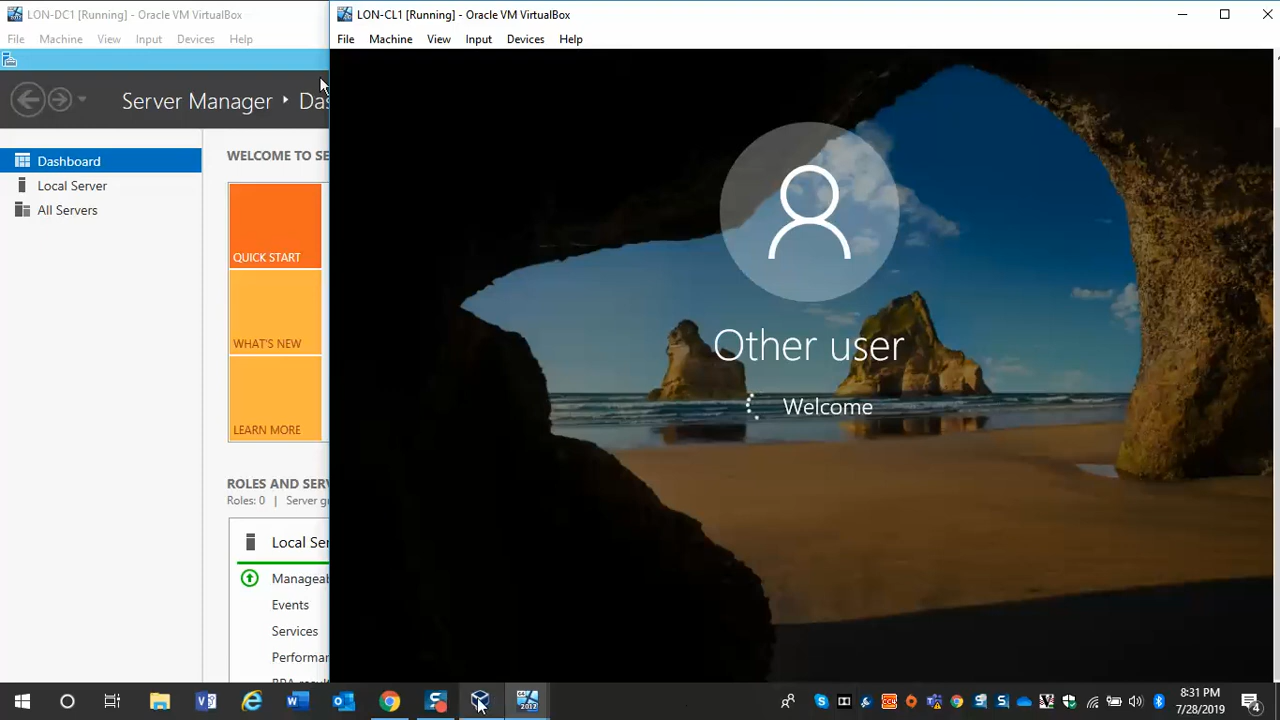 LON-DC1 [Running] - Oracle VM VirtualBox
File Machine View Input Devices Help
Server Manager ▸ Das
Dashboard
Local Server
All Servers
WELCOME TO SE
QUICK START
WHAT'S NEW
LEARN MORE
ROLES AND SERV
Roles: 0 | Server g
Local Ser
Manageab
Events
Services
Performan
LON-CL1 [Running] - Oracle VM VirtualBox
File Machine View Input Devices Help
Other user
Welcome
8:31 PM
7/28/2019
4